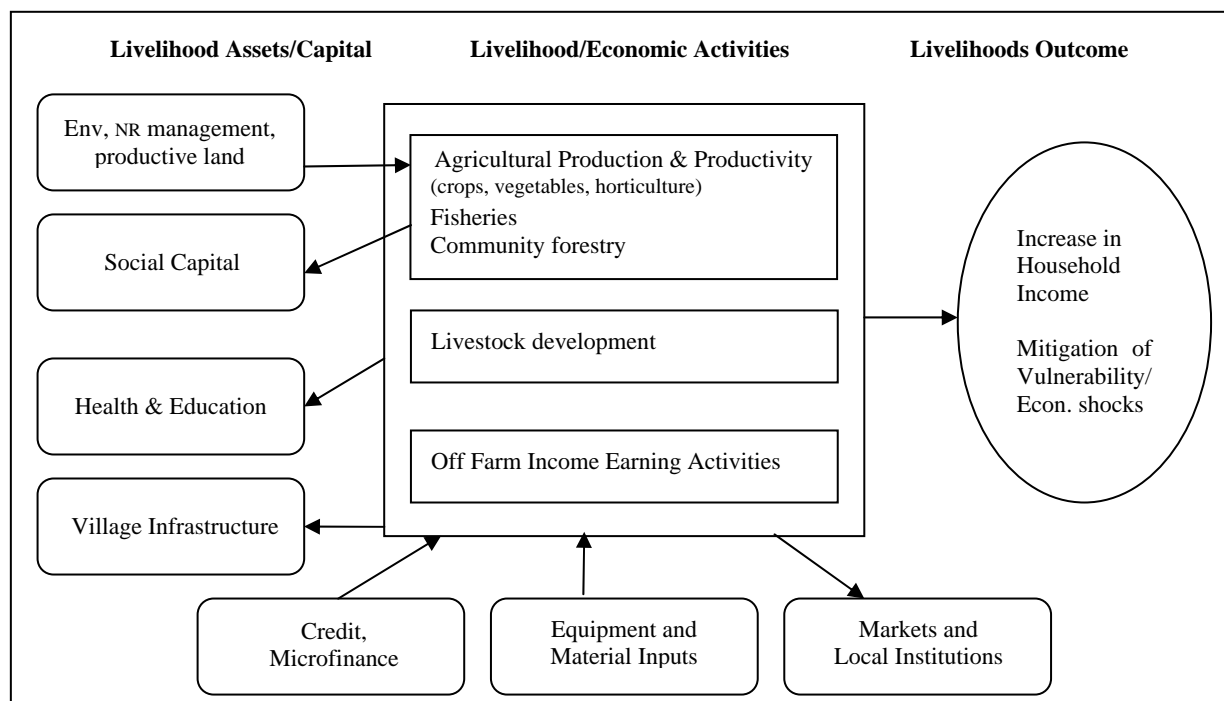 Livelihood Assets/Capital
Livelihood/Economic Activities
Livelihoods Outcome
Env, NR management,
productive land
Social Capital
Health & Education
Village Infrastructure
Agricultural Production & Productivity
(crops, vegetables, horticulture)
Fisheries
Community forestry
Livestock development
Off Farm Income Earning Activities
Increase in
Household
Income
Mitigation of
Vulnerability/
Econ. shocks
Credit,
Microfinance
Equipment and
Material Inputs
Markets and
Local Institutions